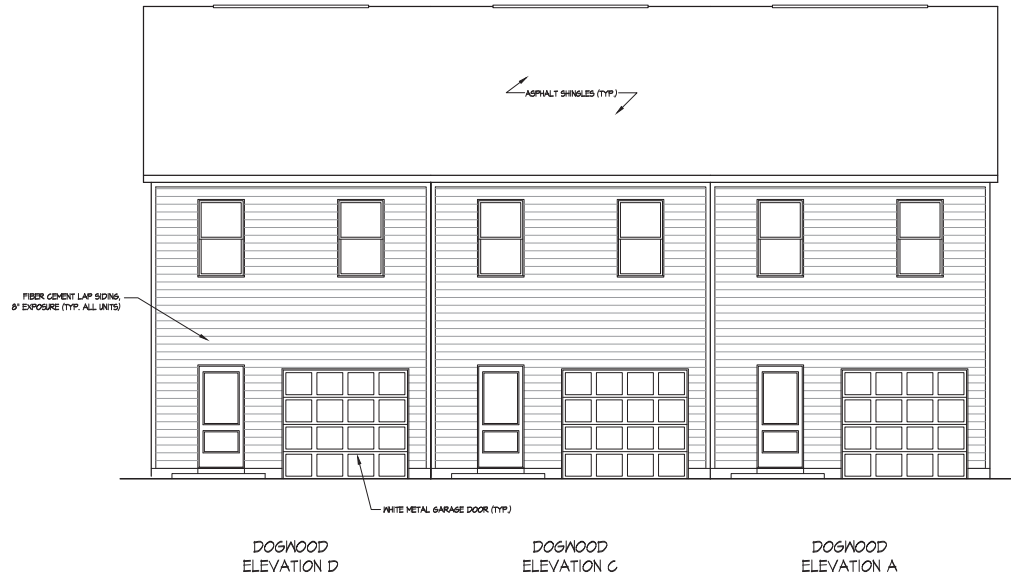 ASPHALT SHINGLES (TYP.)
FIBER CEMENT LAP SIDING,
8" EXPOSURE (TYP. ALL UNITS)
WHITE METAL GARAGE DOOR (TYP.)
DOGWOOD
ELEVATION D
DOGWOOD
ELEVATION C
DOGWOOD
ELEVATION A